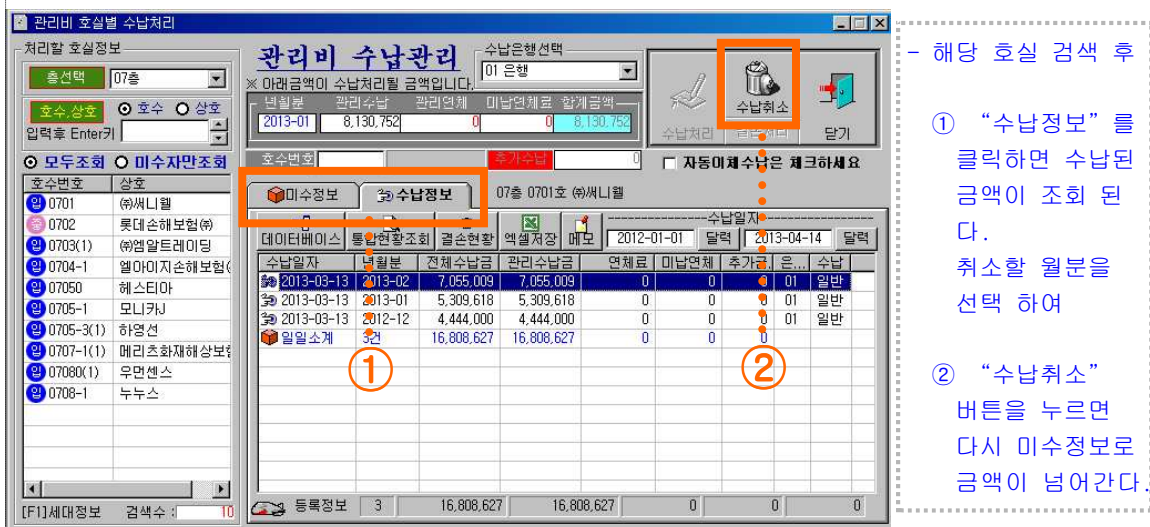 관리비 호실별 수납처리
처리할 호실정보
층선택 07층
호수,상호 호수 상호
입력후 Enter키
모두조회 미수자만조회
호수번호 상호
입 0701 ㈜써니웰
0702 롯데손해보험㈜
입 0703(1) ㈜엠알트레이딩
입 0704-1 엘아이지손해보험(
입 07050 헤스티아
입 0705-1 모니카J
입 0705-3(1) 하영선
입 0707-1(1) 메리츠화재해상보험
입 07080(1) 우먼센스
입 0708-1 누누스
[F1]세대정보 검색수 : 10
관리비 수납관리
수납은행선택
01 은행
※ 아래금액이 수납처리될 금액입니다.
년월분 관리수납 관리연체 미납연체료 합계금액
2013-01 8,130,752 0 0 8,130,752
수납처리 수납취소 닫기
호수번호 추가수납 0 자동이체수납은 체크하세요
미수정보 수납정보 07층 0701호 ㈜써니웰
데이터베이스 통합현황조회 결손현황 엑셀저장 메모
수납일자
2012-01-01 달력 2013-04-14 달력
수납일자 년월분 전체수납금 관리수납금 연체료 미납연체 추가금. 은... 수납
2013-03-13 2013-02 7,055,009 7,055,009 0 0 0 01 일반
2013-03-13 2013-01 5,309,618 5,309,618 0 0 0 01 일반
2013-03-13 2012-12 4,444,000 4,444,000 0 0 0 01 일반
일일소계 3건 16,808,627 16,808,627 0 0 0
① ②
등록정보 3 16,808,627 16,808,627 0 0 0
- 해당 호실 검색 후
① “수납정보”를
클릭하면 수납된
금액이 조회 된
다.
취소할 월분을
선택 하여
② “수납취소”
버튼을 누르면
다시 미수정보로
금액이 넘어간다.